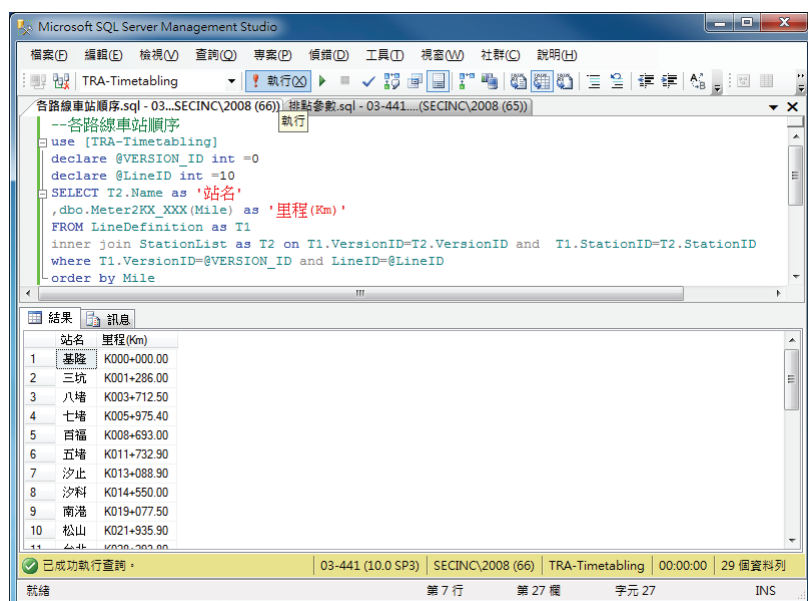 Microsoft SQL Server Management Studio
檔案(F) 編輯(E) 檢視(V) 查詢(Q) 專案(P) 偵錯(D) 工具(T) 視窗(W) 社群(C) 說明(H)
TRA-Timetabling 執行(X)
各路線車站順序.sql - 03...SECINC\2008 (66)) 排點參數.sql - 03-441....(SECINC\2008 (65))
執行
--各路線車站順序
use [TRA-Timetabling]
declare @VERSION_ID int =0
declare @LineID int =10
SELECT T2.Name as '站名'
,dbo.Meter2KX_XXX(Mile) as '里程(Km)'
FROM LineDefinition as T1
inner join StationList as T2 on T1.VersionID=T2.VersionID and T1.StationID=T2.StationID
where T1.VersionID=@VERSION_ID and LineID=@LineID
order by Mile
結果 訊息
站名 里程(Km)
1 基隆 K000+000.00
2 三坑 K001+286.00
3 八堵 K003+712.50
4 七堵 K005+975.40
5 百福 K008+693.00
6 五堵 K011+732.90
7 汐止 K013+088.90
8 汐科 K014+550.00
9 南港 K019+077.50
10 松山 K021+935.90
已成功執行查詢。 03-441 (10.0 SP3) SECINC\2008 (66) TRA-Timetabling 00:00:00 29 個資料列
就緒 第 7 行 第 27 欄 字元 27 INS